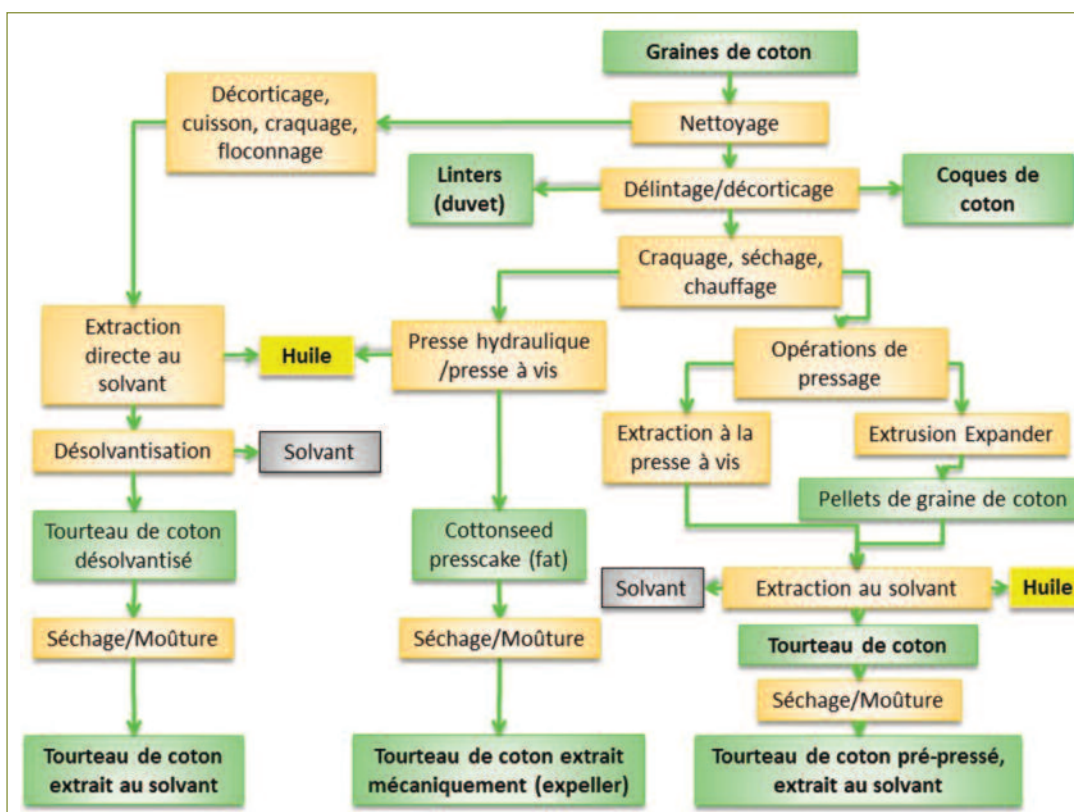 Graines de coton
Décorticage,
cuisson, craquage,
floconnage
Nettoyage
Linters
(duvet)
Délintage/décorticage
Coques de
coton
Craquage, séchage,
chauffage
Extraction
directe au
solvant
Huile
Presse hydraulique
/presse à vis
Opérations de
pressage
Extraction à la
presse à vis
Extrusion Expander
Désolvantisation
Solvant
Pellets de graine de coton
Tourteau de coton
désolvantisé
Cottonseed
presscake (fat)
Solvant
Extraction au solvant
Huile
Séchage/Moûture
Séchage/Moûture
Tourteau de coton
Séchage/Moûture
Tourteau de coton
extrait au solvant
Tourteau de coton extrait
mécaniquement (expeller)
Tourteau de coton pré-pressé,
extrait au solvant